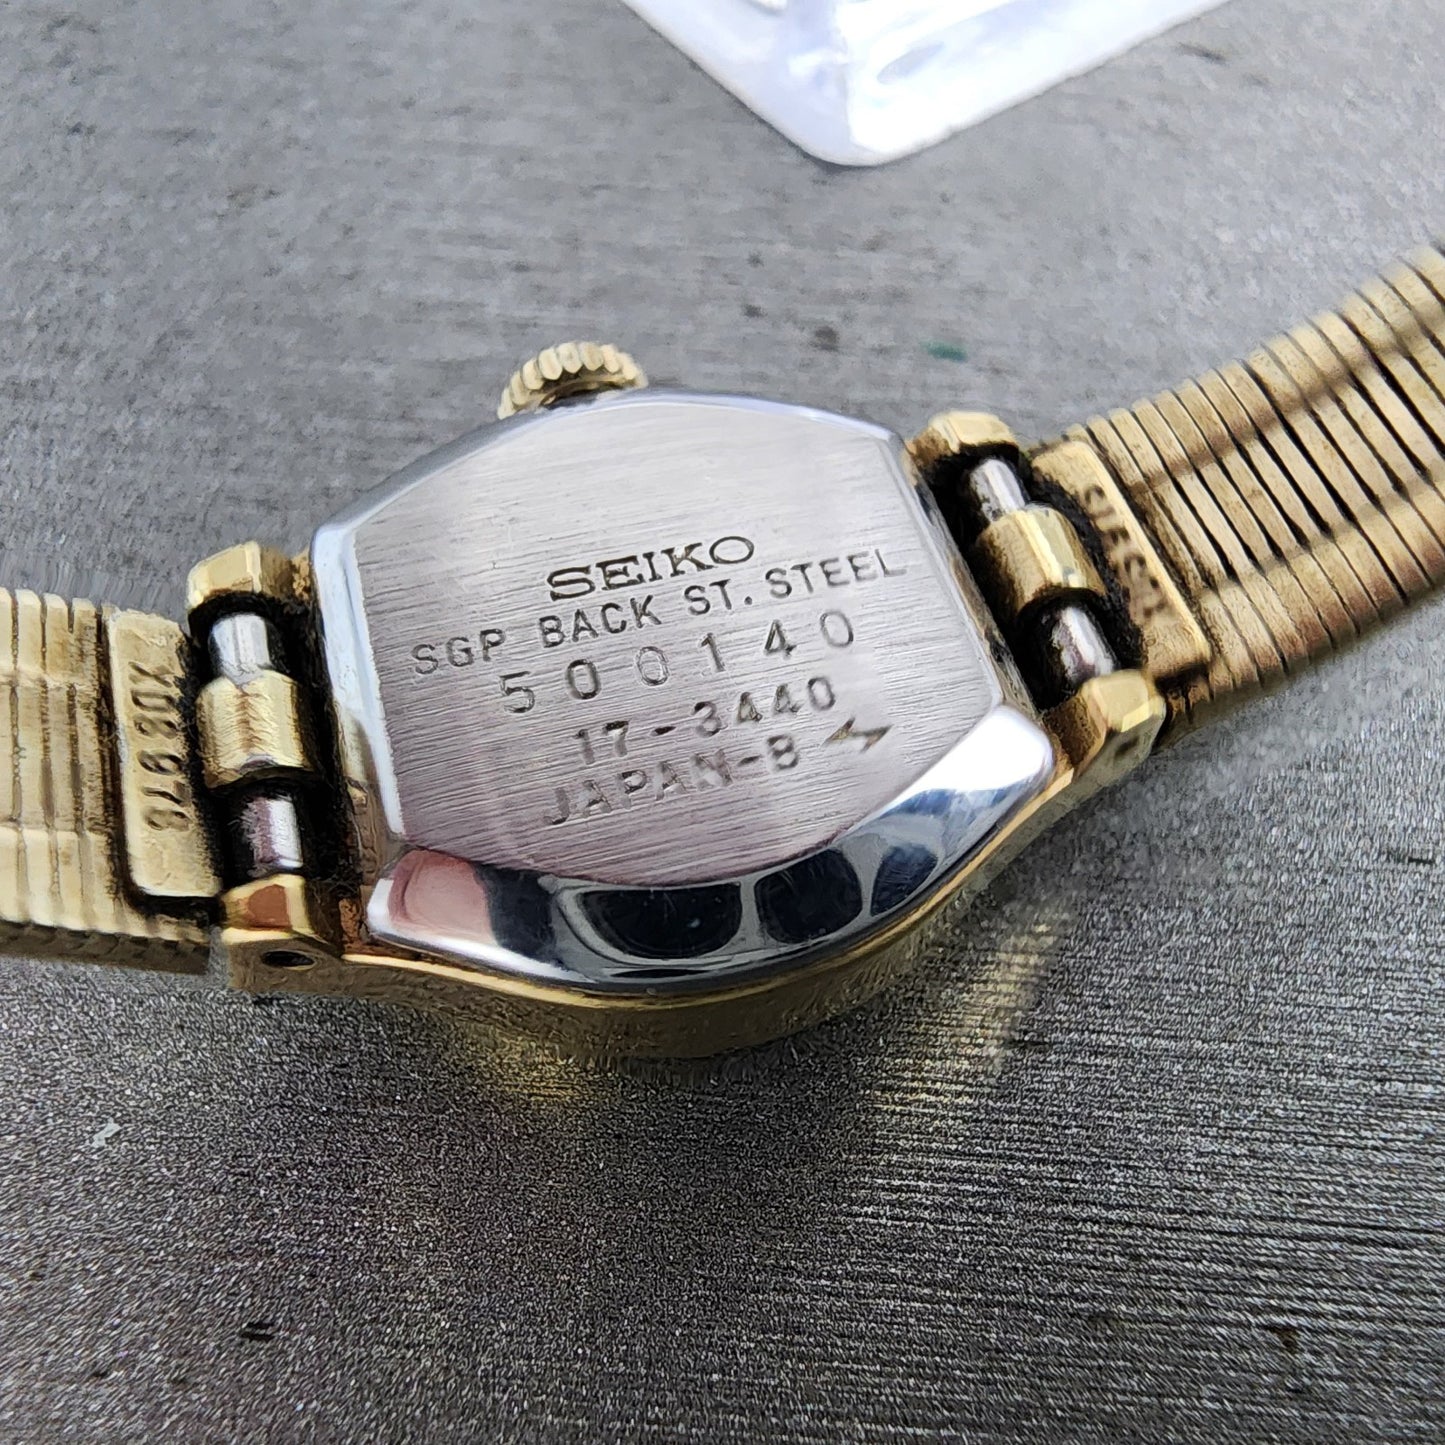 SEIKO
SGP BACK ST. STEEL
500140
17-3440
JAPAN-B